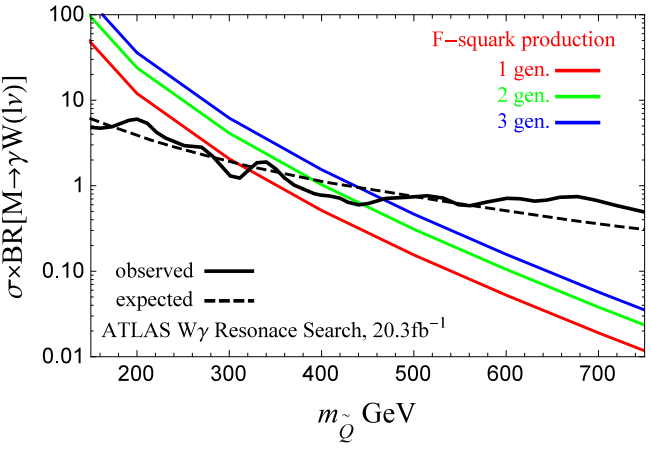 100
10
1
0.10
0.01
σ×BR[M→γW(lν)]
F−squark production
1 gen.
2 gen.
3 gen.
observed
expected
ATLAS Wγ Resonace Search, 20.3fb⁻¹
200 300 400 500 600 700
m_Q̃ GeV